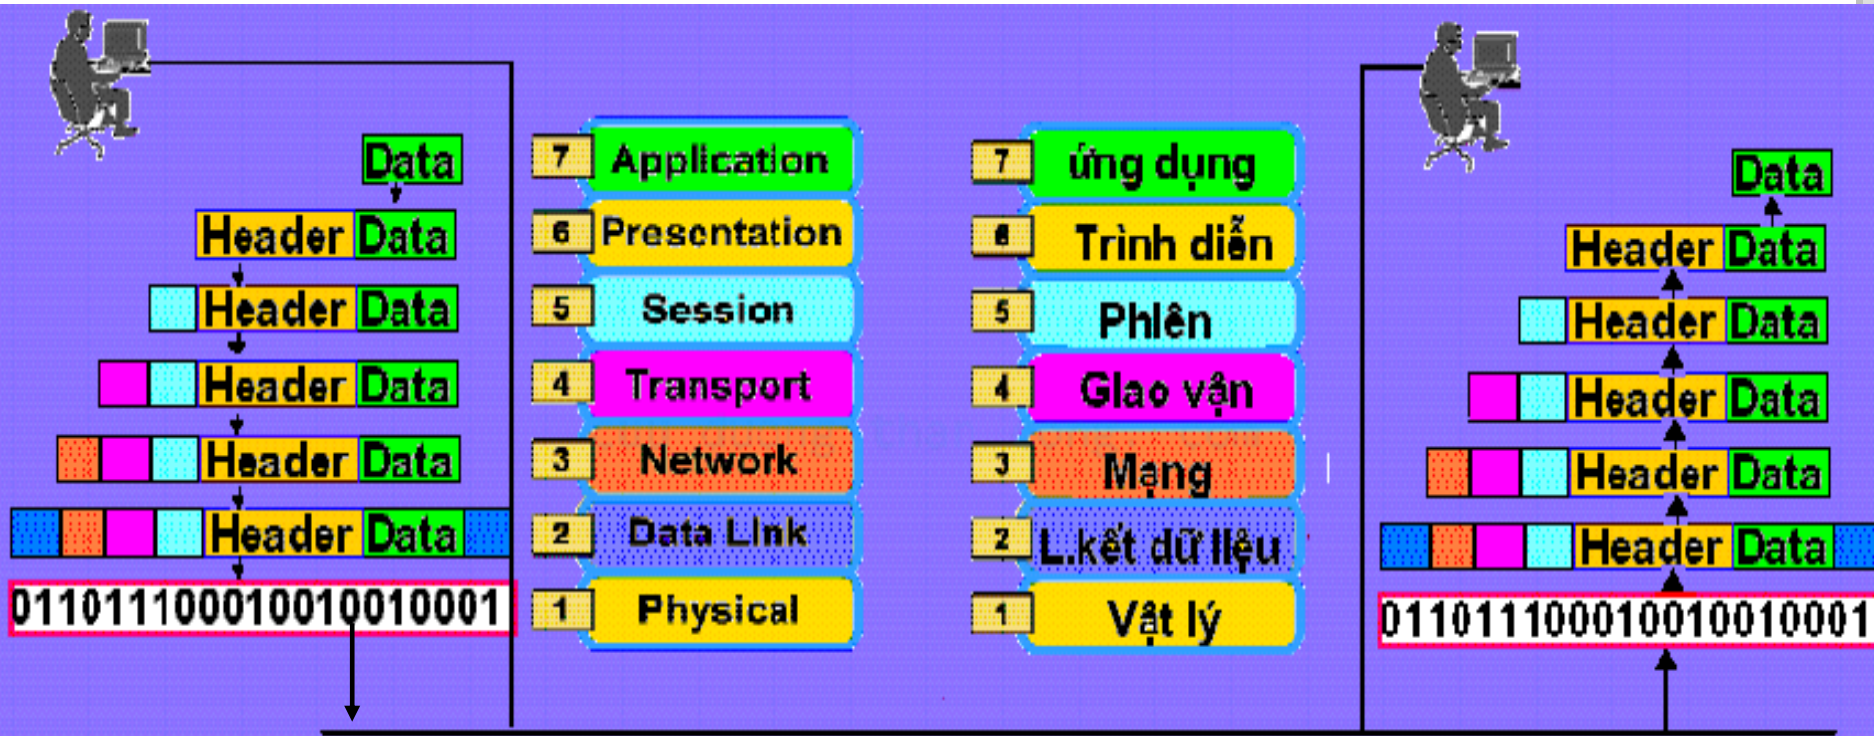 Data
Header Data
Header Data
Header Data
Header Data
Header Data
0110111000100100010001
7 Application
6 Presentation
5 Session
4 Transport
3 Network
2 Data Link
1 Physical
7 ứng dụng
6 Trình diễn
5 Phiên
4 Giao vận
3 Mạng
2 L.kết dữ liệu
1 Vật lý
Data
Header Data
Header Data
Header Data
Header Data
Header Data
0110111000100100010001